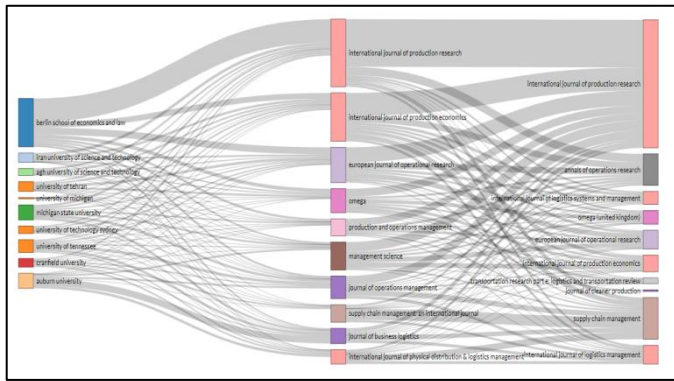 berlin school of economics and law
iran university of science and technology
agh university of science and technology
university of tehran
university of michigan
michigan state university
university of technology sydney
university of tennessee
cranfield university
auburn university
international journal of production research
international journal of production economics
european journal of operational research
omega
production and operations management
management science
journal of operations management
supply chain management: an international journal
journal of business logistics
international journal of physical distribution & logistics management
international journal of production research
annals of operations research
international journal of logistics systems and management
omega (united kingdom)
european journal of operational research
international journal of production economics
transportation research part e: logistics and transportation review
journal of cleaner production
supply chain management
international journal of logistics management